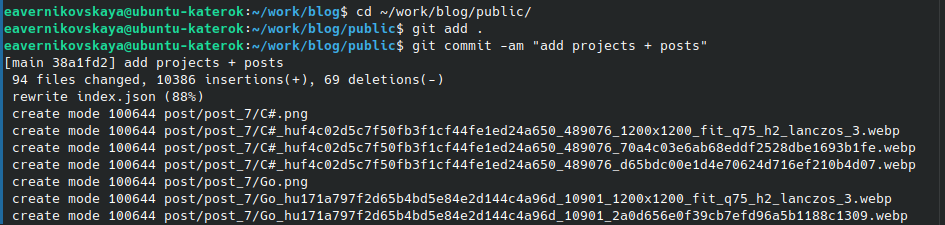 eavernikovskaya@ubuntu-katerok:~/work/blog$ cd ~/work/blog/public/
eavernikovskaya@ubuntu-katerok:~/work/blog/public$ git add .
eavernikovskaya@ubuntu-katerok:~/work/blog/public$ git commit -am "add projects + posts"
[main 38a1fd2] add projects + posts
 94 files changed, 10386 insertions(+), 69 deletions(-)
 rewrite index.json (88%)
 create mode 100644 post/post_7/C#.png
 create mode 100644 post/post_7/C#_huf4c02d5c7f50fb3f1cf44fe1ed24a650_489076_1200x1200_fit_q75_h2_lanczos_3.webp
 create mode 100644 post/post_7/C#_huf4c02d5c7f50fb3f1cf44fe1ed24a650_489076_70a4c03e6ab68eddf2528dbe1693b1fe.webp
 create mode 100644 post/post_7/C#_huf4c02d5c7f50fb3f1cf44fe1ed24a650_489076_d65bdc00e1d4e70624d716ef210b4d07.webp
 create mode 100644 post/post_7/Go.png
 create mode 100644 post/post_7/Go_hu171a797f2d65b4bd5e84e2d144c4a96d_10901_1200x1200_fit_q75_h2_lanczos_3.webp
 create mode 100644 post/post_7/Go_hu171a797f2d65b4bd5e84e2d144c4a96d_10901_2a0d656e0f39cb7efd96a5b1188c1309.webp